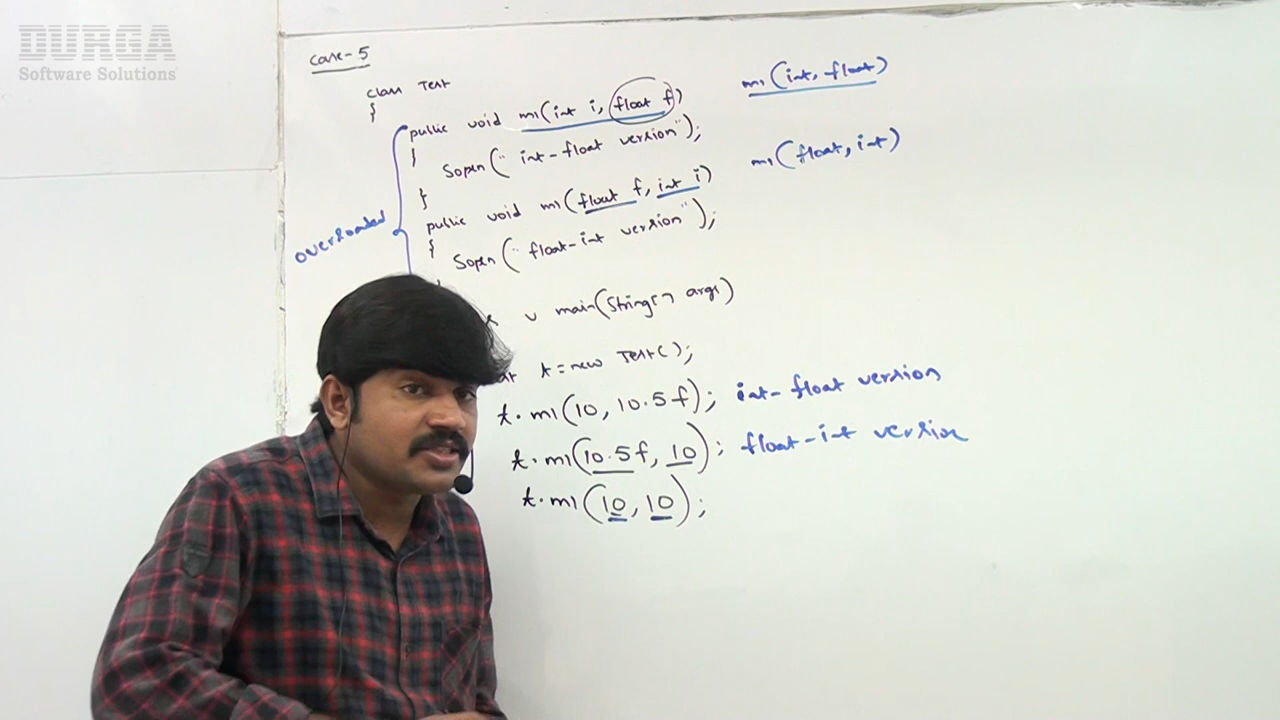 DURGA
Software Solutions
Case-5
class Test
{
public void m1(int i, float f)
{
Sopln("int-float version");
}
public void m1(float f, int i)
{
Sopln("float-int version");
overloaded
m1(int, float)
m1(float, int)
v main(String[] args)
t=new Test();
t.m1(10, 10.5f); int-float version
t.m1(10.5f, 10); float-int version
t.m1(10, 10);